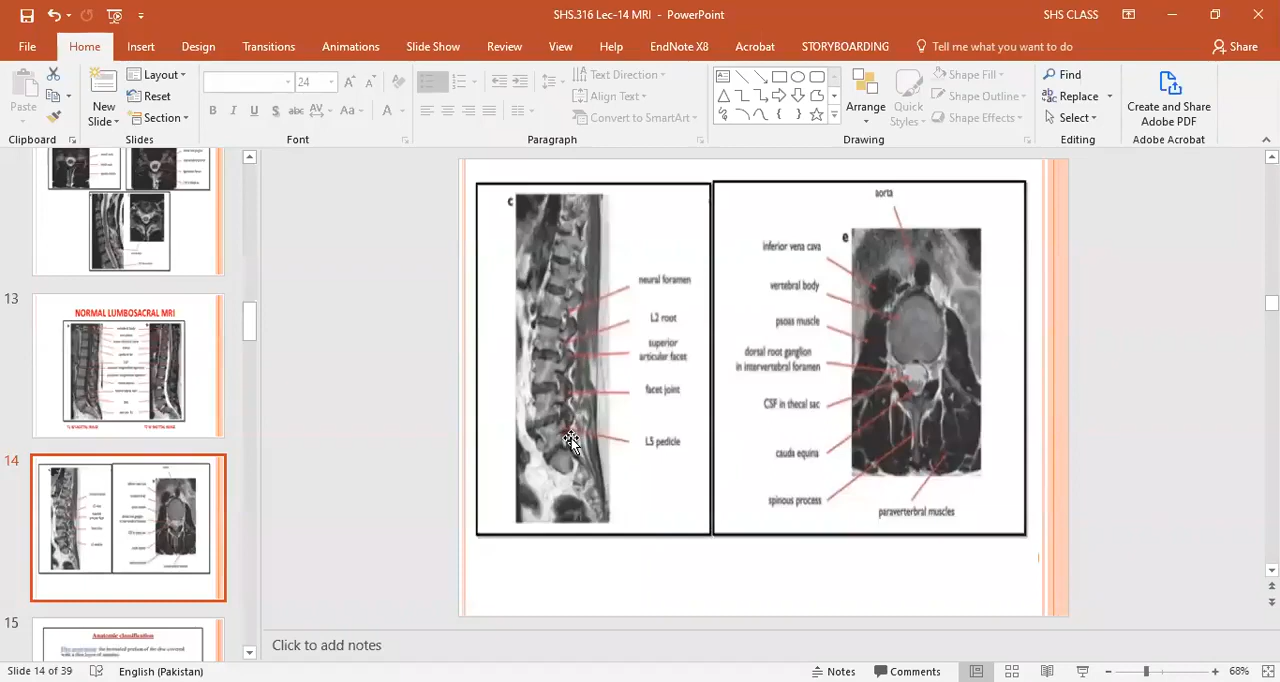 SHS.316 Lec-14 MRI - PowerPoint
SHS CLASS
File Home Insert Design Transitions Animations Slide Show Review View Help EndNote X8 Acrobat STORYBOARDING Tell me what you want to do Share
Paste
Clipboard
New
Slide
Layout
Reset
Section
Slides
24
B I U S abc AV Aa A
Font
Text Direction
Align Text
Convert to SmartArt
Paragraph
Arrange
Quick
Styles
Shape Fill
Shape Outline
Shape Effects
Drawing
Find
Replace
Select
Editing
Create and Share
Adobe PDF
Adobe Acrobat
13
NORMAL LUMBOSACRAL MRI
14
15
Anatomic classification
c
neural foramen
L2 root
superior
articular facet
facet joint
L5 pedicle
e
aorta
inferior vena cava
vertebral body
psoas muscle
dorsal root ganglion
in intervertebral foramen
CSF in thecal sac
cauda equina
spinous process
paravertebral muscles
Click to add notes
Slide 14 of 39
English (Pakistan)
Notes
Comments
68%